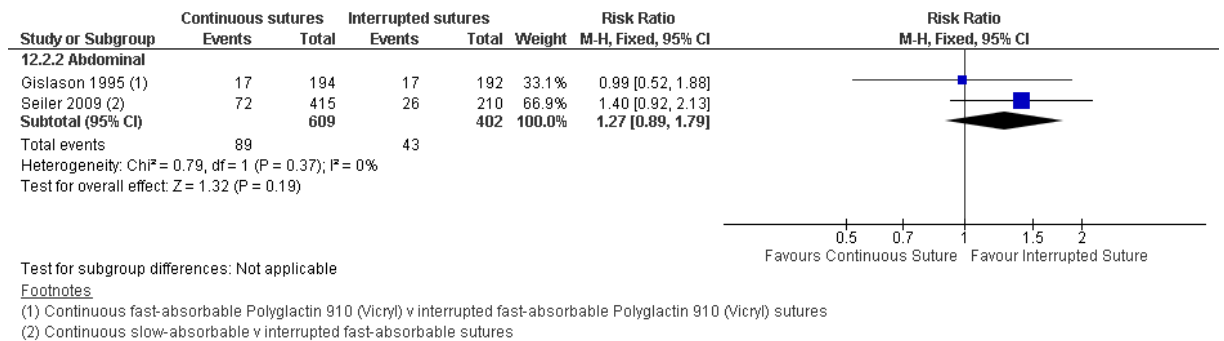 Continuous sutures Interrupted sutures Risk Ratio Risk Ratio
Study or Subgroup Events Total Events Total Weight M-H, Fixed, 95% CI M-H, Fixed, 95% CI
12.2.2 Abdominal
Gislason 1995 (1) 17 194 17 192 33.1% 0.99 [0.52, 1.88]
Seiler 2009 (2) 72 415 26 210 66.9% 1.40 [0.92, 2.13]
Subtotal (95% CI) 609 402 100.0% 1.27 [0.89, 1.79]
Total events 89 43
Heterogeneity: Chi² = 0.79, df = 1 (P = 0.37); I² = 0%
Test for overall effect: Z = 1.32 (P = 0.19)
0.5 0.7 1 1.5 2
Favours Continuous Suture Favour Interrupted Suture
Test for subgroup differences: Not applicable
Footnotes
(1) Continuous fast-absorbable Polyglactin 910 (Vicryl) v interrupted fast-absorbable Polyglactin 910 (Vicryl) sutures
(2) Continuous slow-absorbable v interrupted fast-absorbable sutures